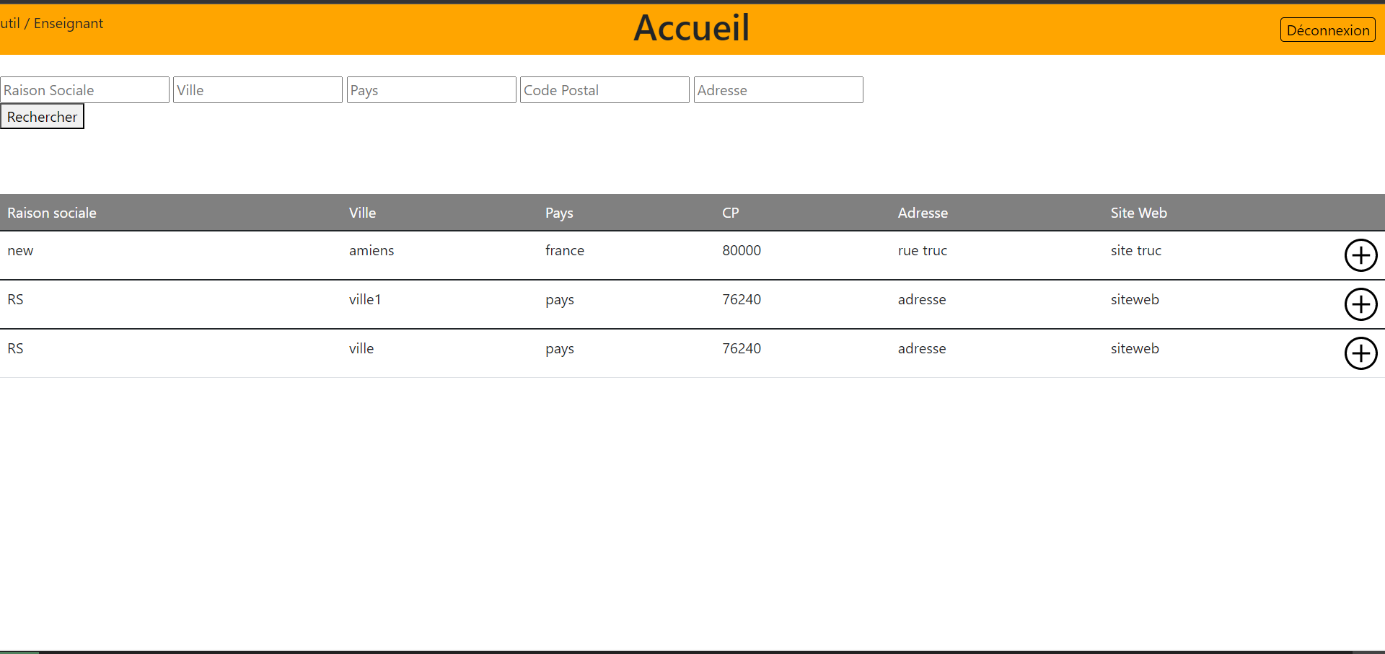 util / Enseignant
Accueil
Déconnexion
Raison Sociale Ville Pays Code Postal Adresse
Rechercher
Raison sociale Ville Pays CP Adresse Site Web
new amiens france 80000 rue truc site truc
RS ville1 pays 76240 adresse siteweb
RS ville pays 76240 adresse siteweb